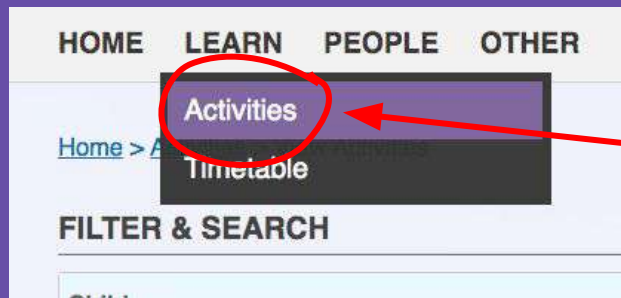 HOME LEARN PEOPLE OTHER
Activities
Home >
Timetable
FILTER & SEARCH